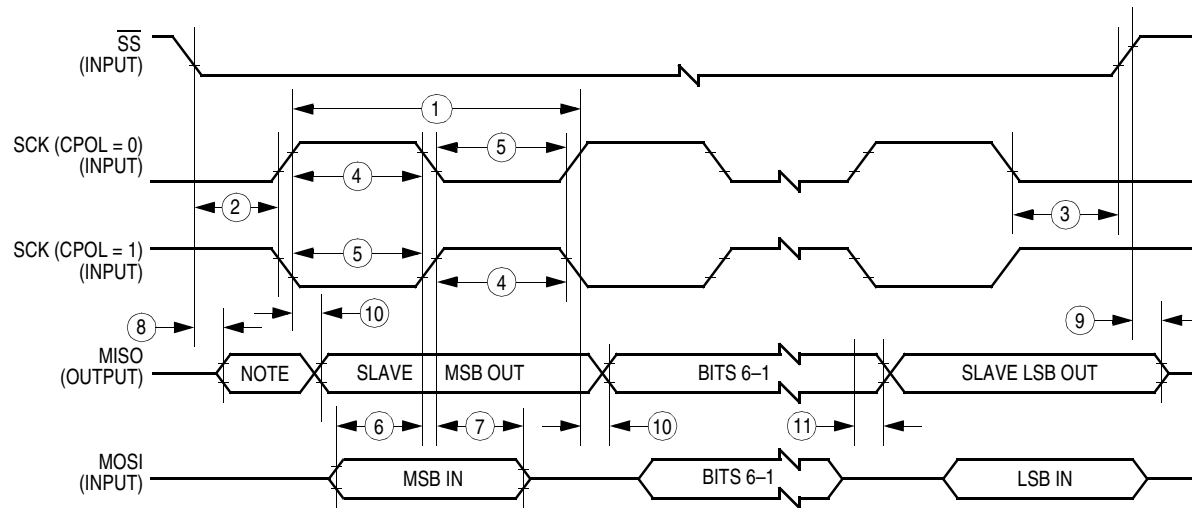 SS
(INPUT)
1
SCK (CPOL = 0)
(INPUT)
5
4
2
3
SCK (CPOL = 1)
(INPUT)
5
4
8
10
9
MISO
(OUTPUT)
NOTE
SLAVE
MSB OUT
BITS 6–1
SLAVE LSB OUT
6
7
10
11
MOSI
(INPUT)
MSB IN
BITS 6–1
LSB IN